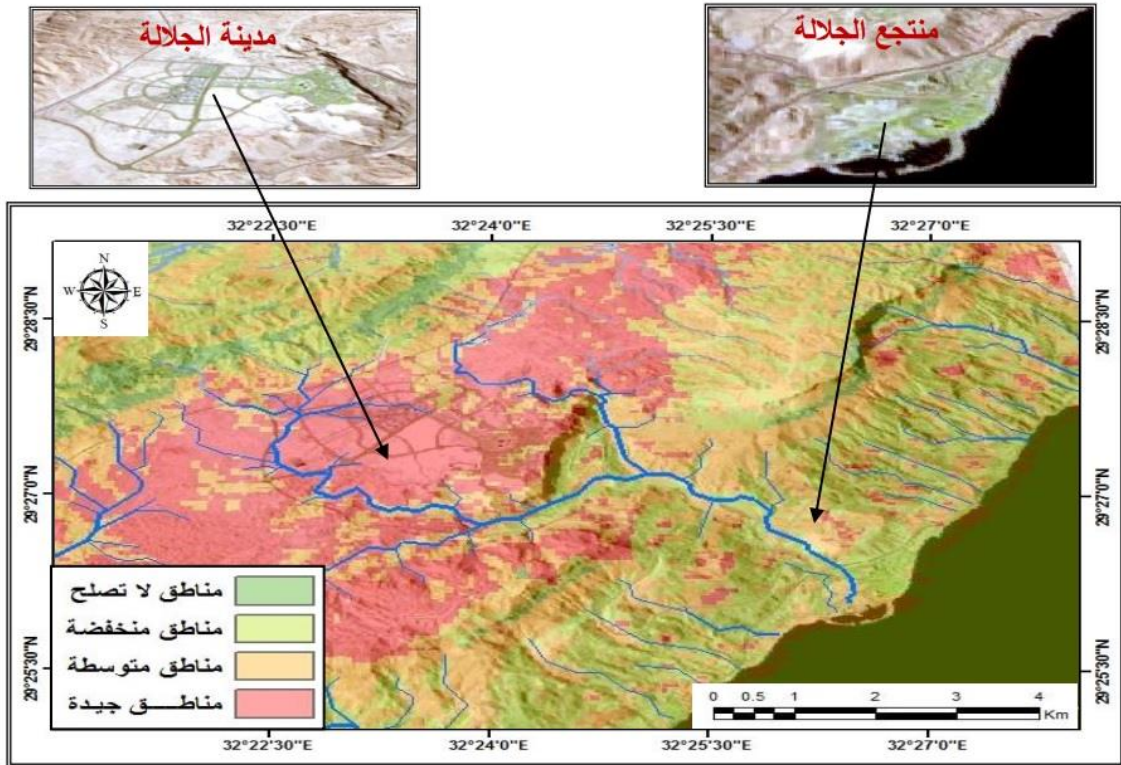 مدينة الجلالة
منتجع الجلالة
32°22'30"E 32°24'0"E 32°25'30"E 32°27'0"E
N
W E
S
29°28'30"N 29°28'30"N
29°27'0"N 29°27'0"N
29°25'30"N 29°25'30"N
مناطق لا تصلح
مناطق منخفضة
مناطق متوسطة
مناطــــق جيـدة
0 0.5 1 2 3 4
Km
32°22'30"E 32°24'0"E 32°25'30"E 32°27'0"E